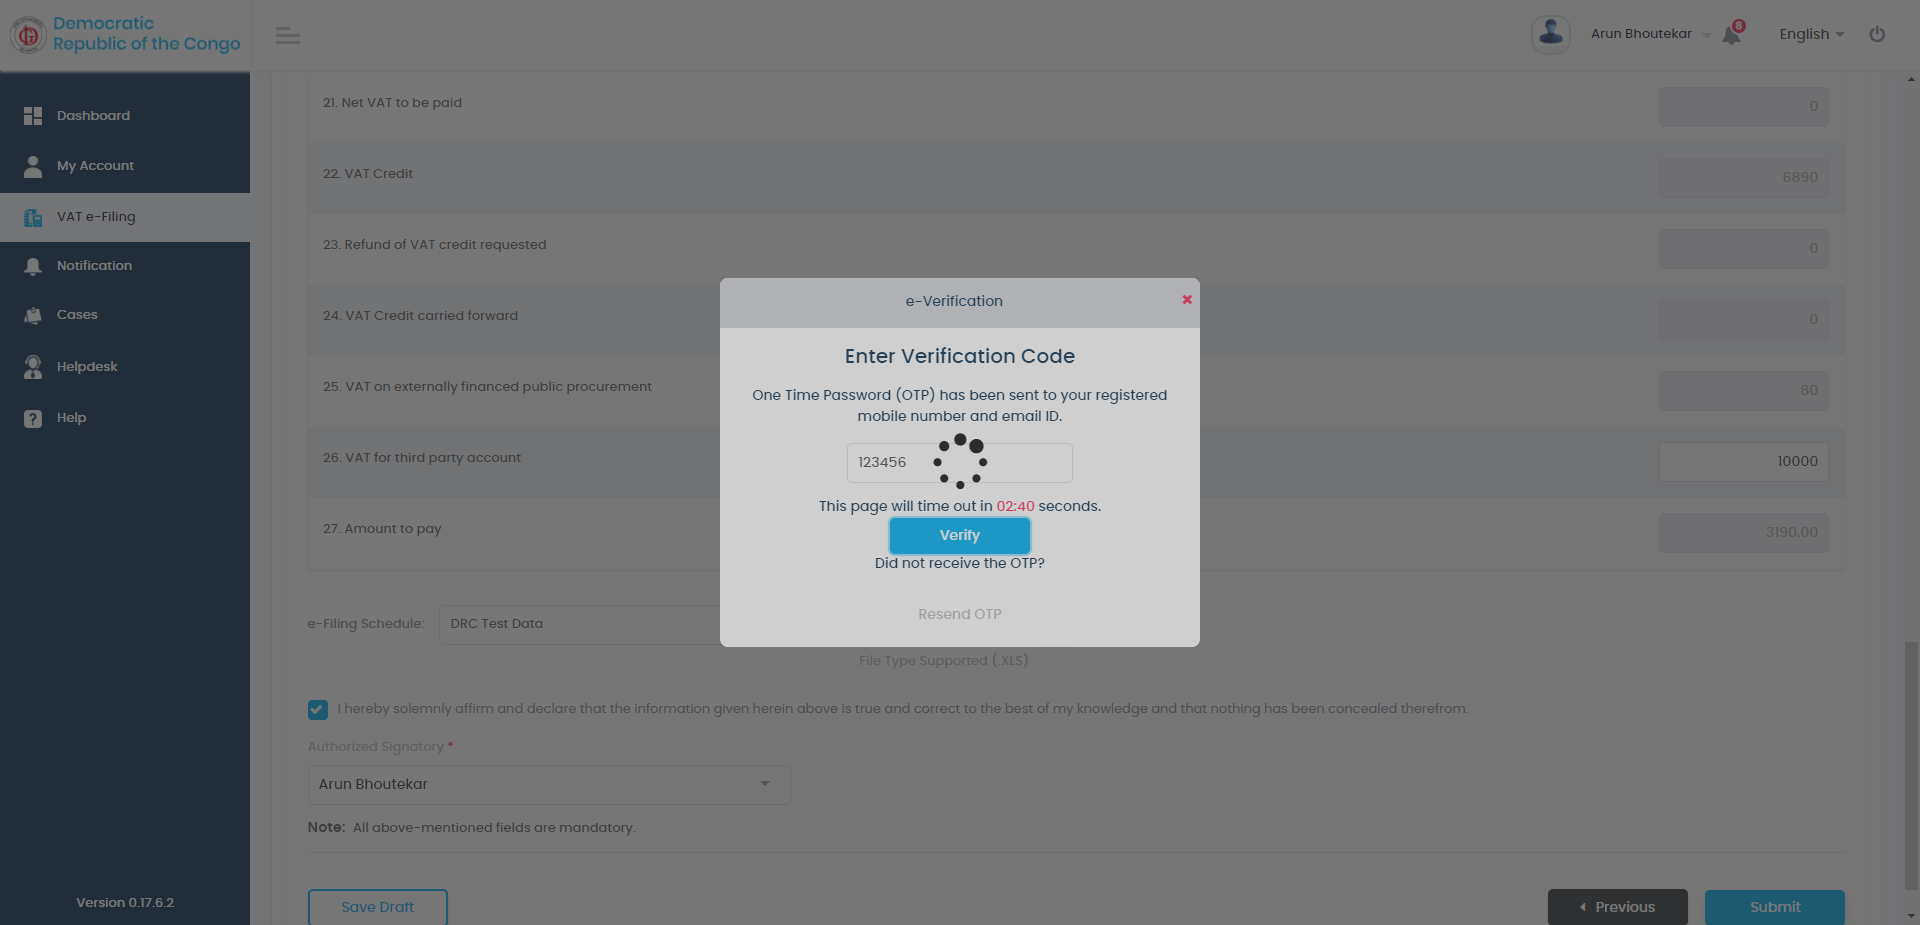 Democratic
Republic of the Congo
Arun Bhoutekar
8
English
Dashboard
My Account
VAT e-Filing
Notification
Cases
Helpdesk
Help
Version 0.17.6.2
21. Net VAT to be paid
0
22. VAT Credit
6890
23. Refund of VAT credit requested
0
24. VAT Credit carried forward
0
25. VAT on externally financed public procurement
80
26. VAT for third party account
10000
27. Amount to pay
3190.00
e-Verification
Enter Verification Code
One Time Password (OTP) has been sent to your registered
mobile number and email ID.
123456
This page will time out in 02:40 seconds.
Verify
Did not receive the OTP?
Resend OTP
e-Filing Schedule:
DRC Test Data
File Type Supported (.XLS)
I hereby solemnly affirm and declare that the information given herein above is true and correct to the best of my knowledge and that nothing has been concealed therefrom.
Authorized Signatory *
Arun Bhoutekar
Note: All above-mentioned fields are mandatory.
Save Draft
Previous
Submit